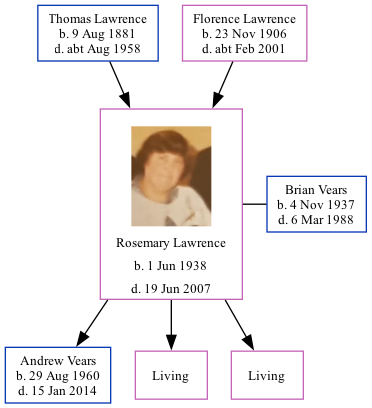 Thomas Lawrence
b. 9 Aug 1881
d. abt Aug 1958
Florence Lawrence
b. 23 Nov 1906
d. abt Feb 2001
Rosemary Lawrence
b. 1 Jun 1938
d. 19 Jun 2007
Brian Vears
b. 4 Nov 1937
d. 6 Mar 1988
Andrew Vears
b. 29 Aug 1960
d. 15 Jan 2014
Living
Living